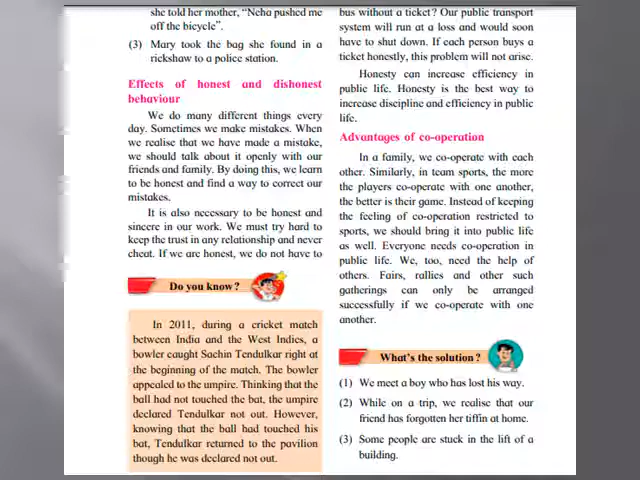 she told her mother, "Neha pushed me
off the bicycle".
(3) Mary took the bag she found in a
rickshaw to a police station.
Effects of honest and dishonest
behaviour
We do many different things every
day. Sometimes we make mistakes. When
we realise that we have made a mistake,
we should talk about it openly with our
friends and family. By doing this, we learn
to be honest and find a way to correct our
mistakes.
It is also necessary to be honest and
sincere in our work. We must try hard to
keep the trust in any relationship and never
cheat. If we are honest, we do not have to
Do you know ?
In 2011, during a cricket match
between India and the West Indies, a
bowler caught Sachin Tendulkar right at
the beginning of the match. The bowler
appealed to the umpire. Thinking that the
ball had not touched the bat, the umpire
declared Tendulkar not out. However,
knowing that the ball had touched his
bat, Tendulkar returned to the pavilion
though he was declared not out.
bus without a ticket? Our public transport
system will run at a loss and would soon
have to shut down. If each person buys a
ticket honestly, this problem will not arise.
Honesty can increase efficiency in
public life. Honesty is the best way to
increase discipline and efficiency in public
life.
Advantages of co-operation
In a family, we co-operate with each
other. Similarly, in team sports, the more
the players co-operate with one another,
the better is their game. Instead of keeping
the feeling of co-operation restricted to
sports, we should bring it into public life
as well. Everyone needs co-operation in
public life. We, too, need the help of
others. Fairs, rallies and other such
gatherings can only be arranged
successfully if we co-operate with one
another.
What's the solution ?
(1) We meet a boy who has lost his way.
(2) While on a trip, we realise that our
friend has forgotten her tiffin at home.
(3) Some people are stuck in the lift of a
building.